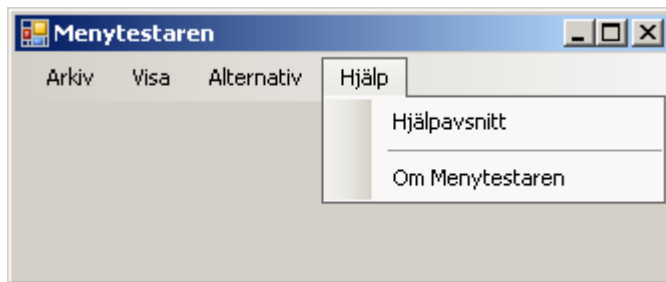 Menytestaren
Arkiv Visa Alternativ Hjälp
Hjälpavsnitt
Om Menytestaren